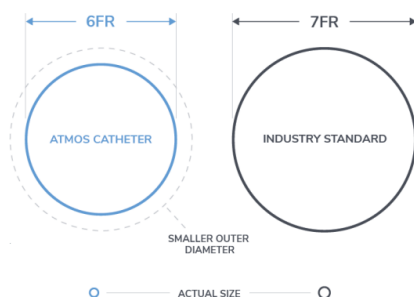 6FR
7FR
ATMOS CATHETER
INDUSTRY STANDARD
SMALLER OUTER
DIAMETER
ACTUAL SIZE